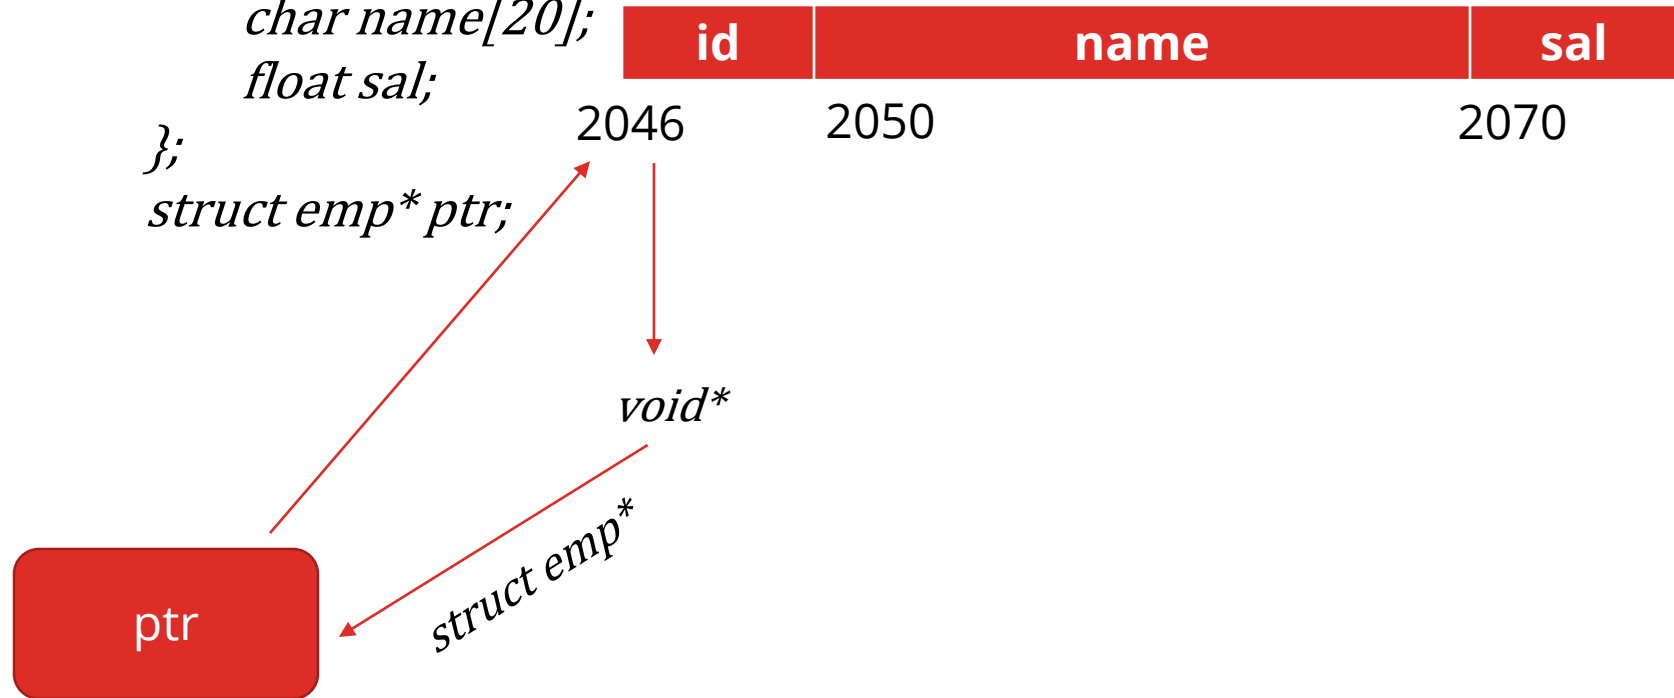 char name[20];
float sal;
};
struct emp* ptr;
id name sal
2046 2050 2070
void*
struct emp*
ptr